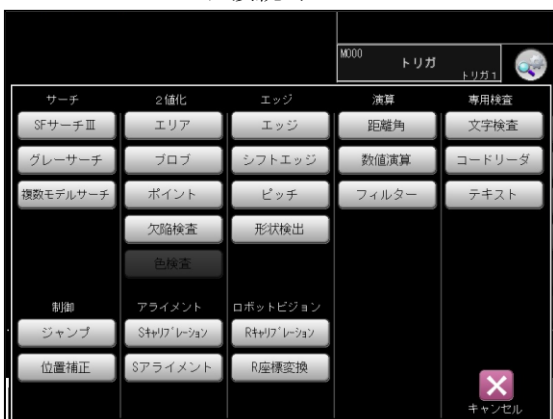 M000
トリガ
トリガ1
サーチ
2値化
エッジ
演算
専用検査
SFサーチⅢ
エリア
エッジ
距離角
文字検査
グレーサーチ
ブロブ
シフトエッジ
数値演算
コードリーダ
複数モデルサーチ
ポイント
ピッチ
フィルター
テキスト
欠陥検査
形状検出
色検査
制御
アライメント
ロボットビジョン
ジャンプ
Sキャリブレーション
Rキャリブレーション
位置補正
Sアライメント
R座標変換
キャンセル